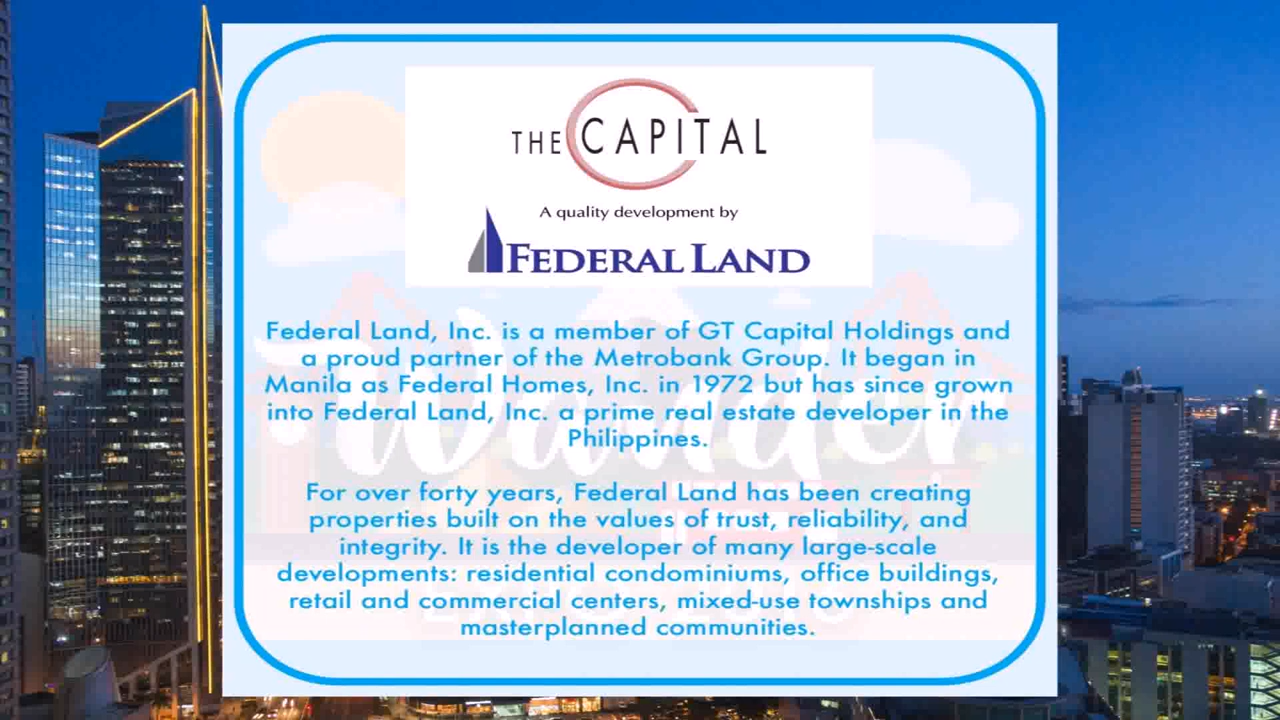 THE CAPITAL
A quality development by
FEDERAL LAND
Federal Land, Inc. is a member of GT Capital Holdings and
a proud partner of the Metrobank Group. It began in
Manila as Federal Homes, Inc. in 1972 but has since grown
into Federal Land, Inc. a prime real estate developer in the
Philippines.
For over forty years, Federal Land has been creating
properties built on the values of trust, reliability, and
integrity. It is the developer of many large-scale
developments: residential condominiums, office buildings,
retail and commercial centers, mixed-use townships and
masterplanned communities.
Wander